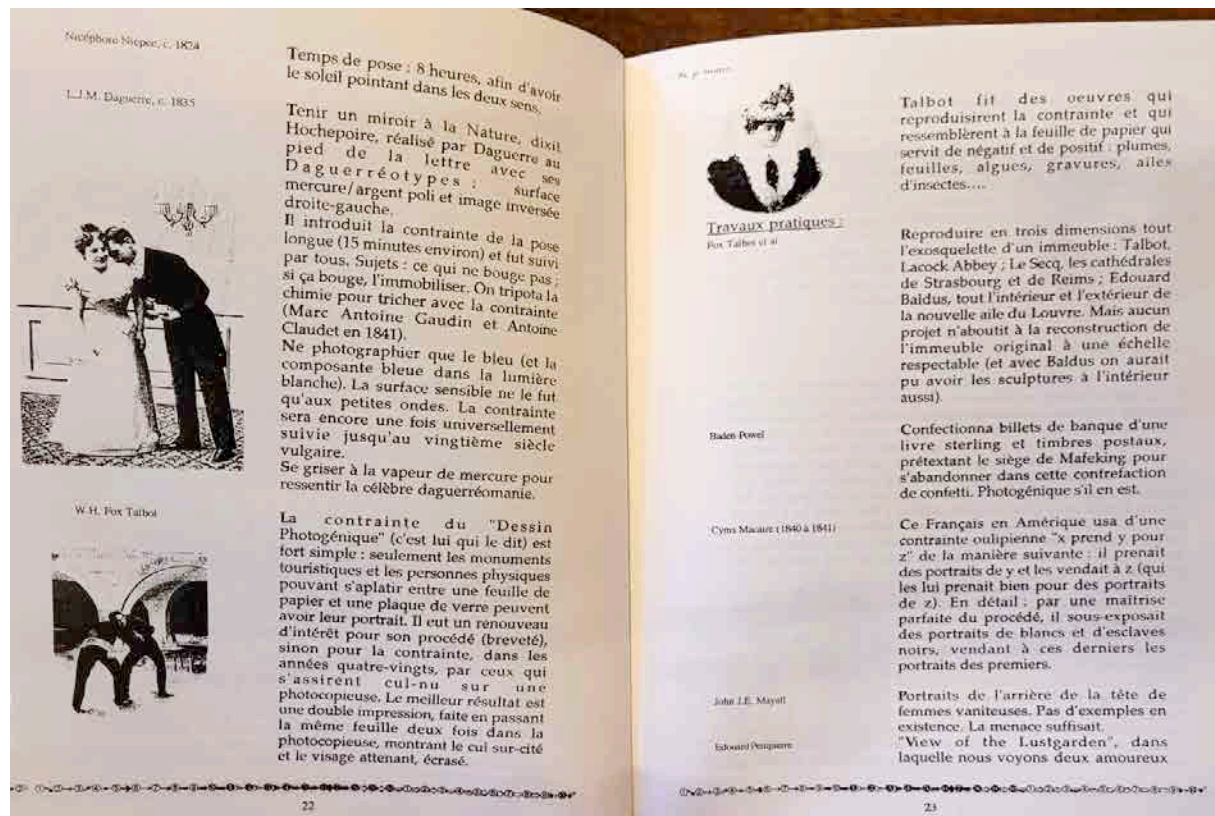 Nicéphore Niepce, c. 1824
Temps de pose : 8 heures, afin d'avoir
le soleil pointant dans les deux sens.
L.J.M. Daguerre, c. 1835
Tenir un miroir à la Nature, dixit
Hochepoire, réalisé par Daguerre au
pied de la lettre avec ses
Daguerréotypes : surface
mercure/argent poli et image inversée
droite-gauche.
Il introduit la contrainte de la pose
longue (15 minutes environ) et fut suivi
par tous. Sujets : ce qui ne bouge pas ;
si ça bouge, l'immobiliser. On tripota la
chimie pour tricher avec la contrainte
(Marc Antoine Gaudin et Antoine
Claudet en 1841).
Ne photographier que le bleu (et la
composante bleue dans la lumière
blanche). La surface sensible ne le fut
qu'aux petites ondes. La contrainte
sera encore une fois universellement
suivie jusqu'au vingtième siècle
vulgaire.
Se griser à la vapeur de mercure pour
ressentir la célèbre daguerréomanie.
W.H. Fox Talbot
La contrainte du "Dessin
Photogénique" (c'est lui qui le dit) est
fort simple : seulement les monuments
touristiques et les personnes physiques
pouvant s'aplatir entre une feuille de
papier et une plaque de verre peuvent
avoir leur portrait. Il eut un renouveau
d'intérêt pour son procédé (breveté),
sinon pour la contrainte, dans les
années quatre-vingts, par ceux qui
s'assirent cul-nu sur une
photocopieuse. Le meilleur résultat est
une double impression, faite en passant
la même feuille deux fois dans la
photocopieuse, montrant le cul sur-cité
et le visage attenant, écrasé.
22
Talbot fit des oeuvres qui
reproduisirent la contrainte et qui
ressemblèrent à la feuille de papier qui
servit de négatif et de positif : plumes,
feuilles, algues, gravures, ailes
d'insectes....
Travaux pratiques :
Fox Talbot et al
Reproduire en trois dimensions tout
l'exosquelette d'un immeuble : Talbot,
Lacock Abbey ; Le Secq, les cathédrales
de Strasbourg et de Reims ; Edouard
Baldus, tout l'intérieur et l'extérieur de
la nouvelle aile du Louvre. Mais aucun
projet n'aboutit à la reconstruction de
l'immeuble original à une échelle
respectable (et avec Baldus on aurait
pu avoir les sculptures à l'intérieur
aussi).
Baden-Powel
Confectionna billets de banque d'une
livre sterling et timbres postaux,
prétextant le siège de Mafeking pour
s'abandonner dans cette contrefaction
de confetti. Photogénique s'il en est.
Cyrus Macaire (1840 à 1841)
Ce Français en Amérique usa d'une
contrainte oulipienne "x prend y pour
z" de la manière suivante : il prenait
des portraits de y et les vendait à z (qui
les lui prenait bien pour des portraits
de z). En détail : par une maîtrise
parfaite du procédé, il sous-exposait
des portraits de blancs et d'esclaves
noirs, vendant à ces derniers les
portraits des premiers.
John J.E. Mayall
Portraits de l'arrière de la tête de
femmes vaniteuses. Pas d'exemples en
existence. La menace suffisait.
Edouard
"View of the Lustgarden", dans
laquelle nous voyons deux amoureux
23